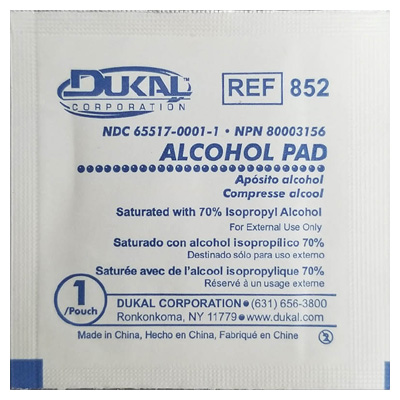 DUKAL™
CORPORATION
REF 852
NDC 65517-0001-1 • NPN 80003156
ALCOHOL PAD
Apósito alcohol
Compresse alcool
Saturated with 70% Isopropyl Alcohol
For External Use Only
Saturado con alcohol isopropílico 70%
Destinado sólo para uso externo
Saturée avec de l'alcool isopropylique 70%
Réservé à un usage externe
1
/Pouch
DUKAL CORPORATION • (631) 656-3800
Ronkonkoma, NY 11779 • www.dukal.com
Made in China, Hecho en China, Fabriqué en Chine
2